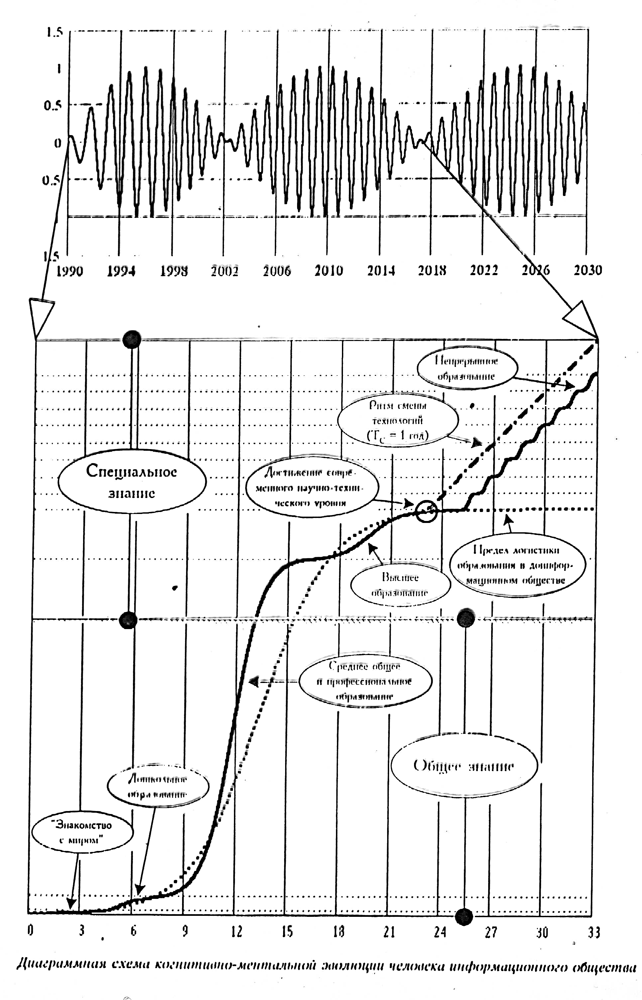 1.5
1
0.5
0
0.5
1.5
1990 1994 1998 2002 2006 2010 2014 2018 2022 2026 2030
Непрерывное
образование
Ритм смены
технологий
(Tc = 1 год)
Специальное
знание
Достижение совре-
менного научно-техни-
ческого уровня
Предел логистики
образования в доинфор-
мационном обществе
Высшее
образование
Среднее общее
и профессиональное
образование
Общее знание
Дошкольное
образование
"Знакомство
с миром"
0 3 6 9 12 15 18 21 24 27 30 33
Диаграммная схема когнитивно-ментальной эволюции человека информационного общества